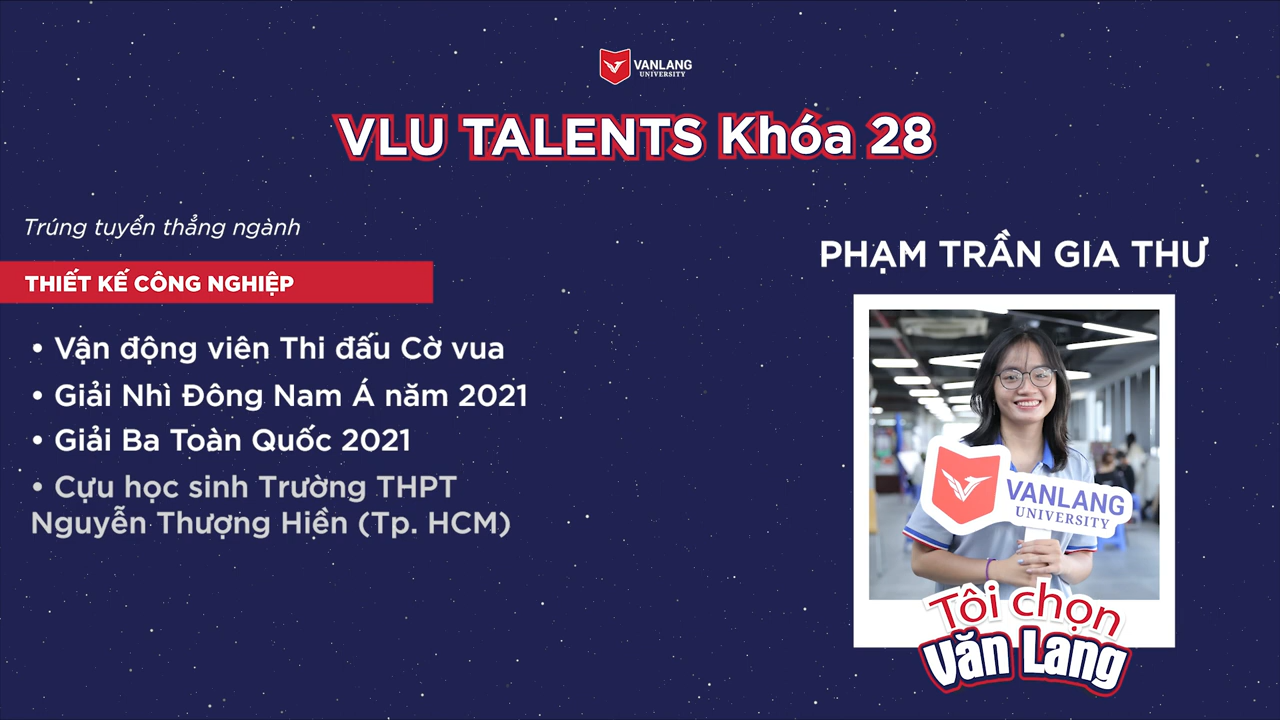 VANLANG
UNIVERSITY
VLU TALENTS Khóa 28
Trúng tuyển thẳng ngành
THIẾT KẾ CÔNG NGHIỆP
• Vận động viên Thi đấu Cờ vua
• Giải Nhì Đông Nam Á năm 2021
• Giải Ba Toàn Quốc 2021
• Cựu học sinh Trường THPT
Nguyễn Thượng Hiền (Tp. HCM)
PHẠM TRẦN GIA THƯ
VANLANG
UNIVERSITY
Tôi chọn
Văn Lang